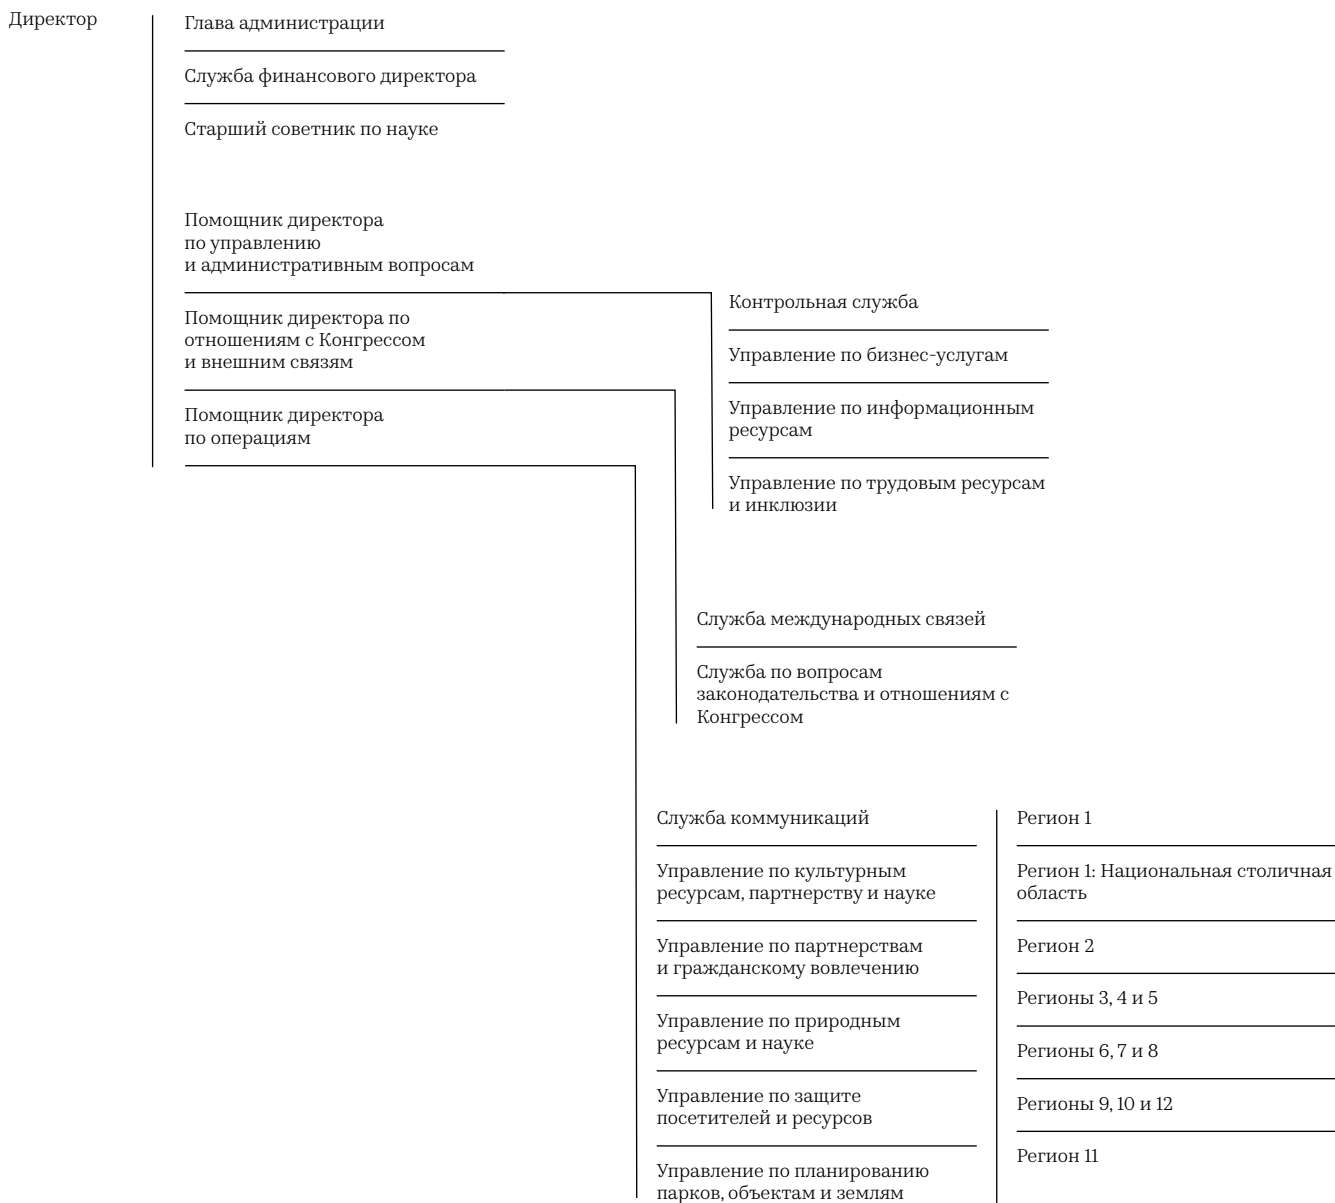 Директор
Глава администрации
Служба финансового директора
Старший советник по науке
Помощник директора
по управлению
и административным вопросам
Помощник директора по
отношениям с Конгрессом
и внешним связям
Помощник директора
по операциям
Контрольная служба
Управление по бизнес-услугам
Управление по информационным
ресурсам
Управление по трудовым ресурсам
и инклюзии
Служба международных связей
Служба по вопросам
законодательства и отношениям с
Конгрессом
Служба коммуникаций
Управление по культурным
ресурсам, партнерству и науке
Управление по партнерствам
и гражданскому вовлечению
Управление по природным
ресурсам и науке
Управление по защите
посетителей и ресурсов
Управление по планированию
парков, объектам и землям
Регион 1
Регион 1: Национальная столичная
область
Регион 2
Регионы 3, 4 и 5
Регионы 6, 7 и 8
Регионы 9, 10 и 12
Регион 11